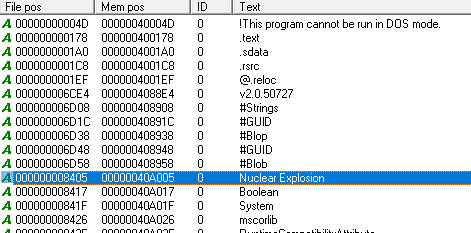 File pos Mem pos ID Text
A 00000000004D 00000040004D 0 !This program cannot be run in DOS mode.
A 000000000178 000000400178 0 .text
A 0000000001A0 0000004001A0 0 .sdata
A 0000000001C8 0000004001C8 0 .rsrc
A 0000000001EF 0000004001EF 0 @.reloc
A 000000006CE4 0000004088E4 0 v2.0.50727
A 000000006D08 000000408908 0 #Strings
A 000000006D1C 00000040891C 0 #GUID
A 000000006D38 000000408938 0 #Blop
A 000000006D48 000000408948 0 #GUID
A 000000006D58 000000408958 0 #Blob
A 000000008405 00000040A005 0 Nuclear Explosion
A 000000008417 00000040A017 0 Boolean
A 00000000841F 00000040A01F 0 System
A 000000008426 00000040A026 0 mscorlib